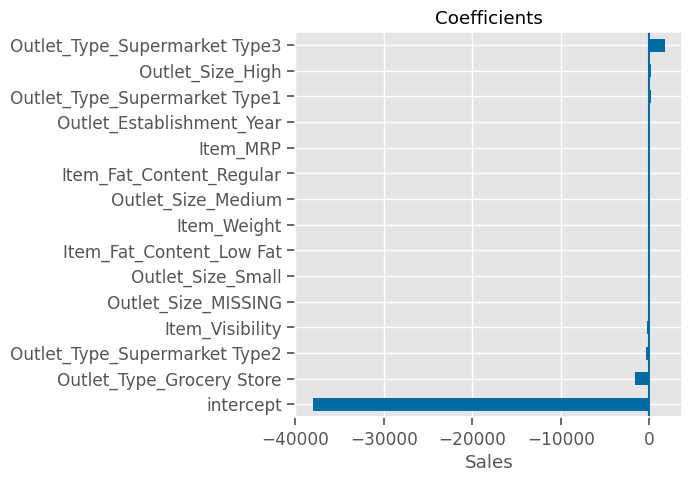 Coefficients
Outlet_Type_Supermarket Type3
Outlet_Size_High
Outlet_Type_Supermarket Type1
Outlet_Establishment_Year
Item_MRP
Item_Fat_Content_Regular
Outlet_Size_Medium
Item_Weight
Item_Fat_Content_Low Fat
Outlet_Size_Small
Outlet_Size_MISSING
Item_Visibility
Outlet_Type_Supermarket Type2
Outlet_Type_Grocery Store
intercept
−40000 −30000 −20000 −10000 0
Sales